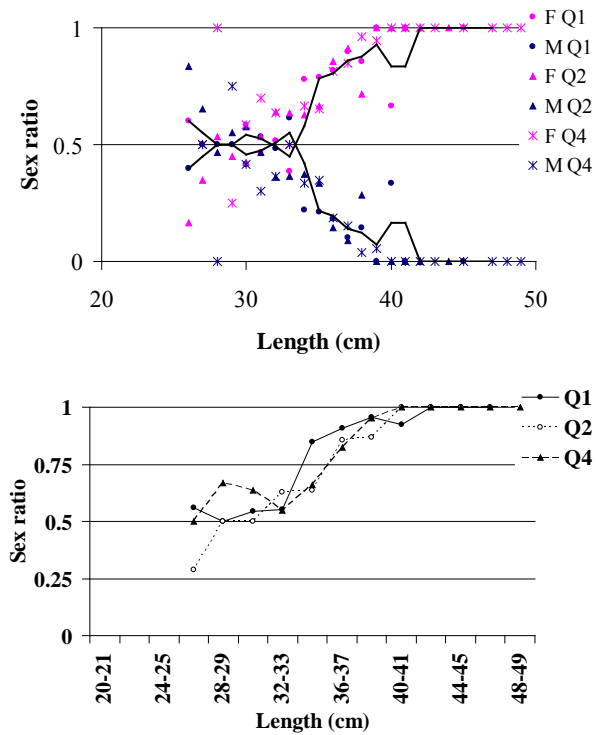 1
0.5
0
Sex ratio
20
30
40
50
Length (cm)
F Q1
M Q1
F Q2
M Q2
F Q4
M Q4
1
0.75
0.5
0.25
0
Sex ratio
20-21
24-25
28-29
32-33
36-37
40-41
44-45
48-49
Length (cm)
Q1
Q2
Q4